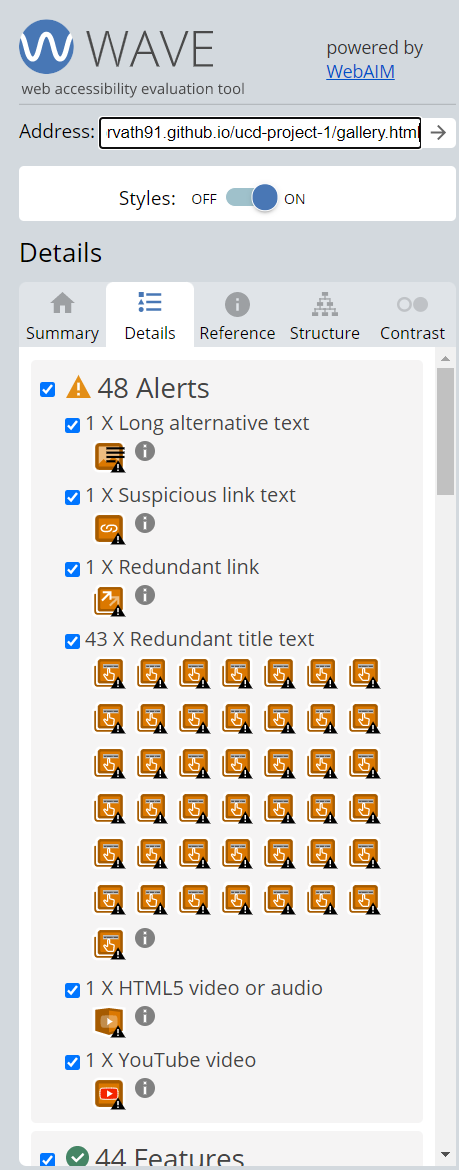 WAVE
web accessibility evaluation tool
powered by
WebAIM
Address: rvath91.github.io/ucd-project-1/gallery.html
Styles: OFF ON
Details
Summary Details Reference Structure Contrast
48 Alerts
1 X Long alternative text
1 X Suspicious link text
1 X Redundant link
43 X Redundant title text
1 X HTML5 video or audio
1 X YouTube video
44 Features